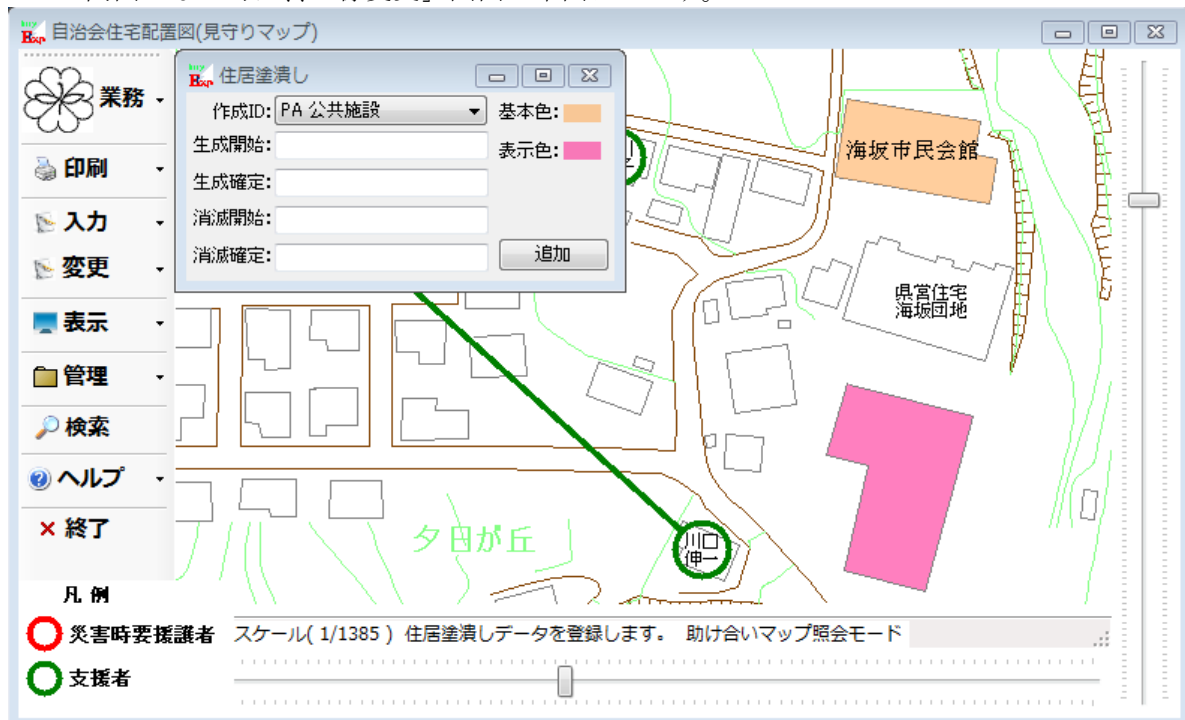 自治会住宅配置図(見守りマップ)
業務
印刷
入力
変更
表示
管理
検索
ヘルプ
終了
住居塗潰し
作成ID: PA 公共施設
基本色:
生成開始:
表示色:
生成確定:
消滅開始:
消滅確定:
追加
海坂市民会館
県営住宅
海坂団地
夕日が丘
川口
伸一
凡 例
災害時要援護者
支援者
スケール( 1/1385 ) 住居塗潰しデータを登録します。 助け合いマップ照会モード